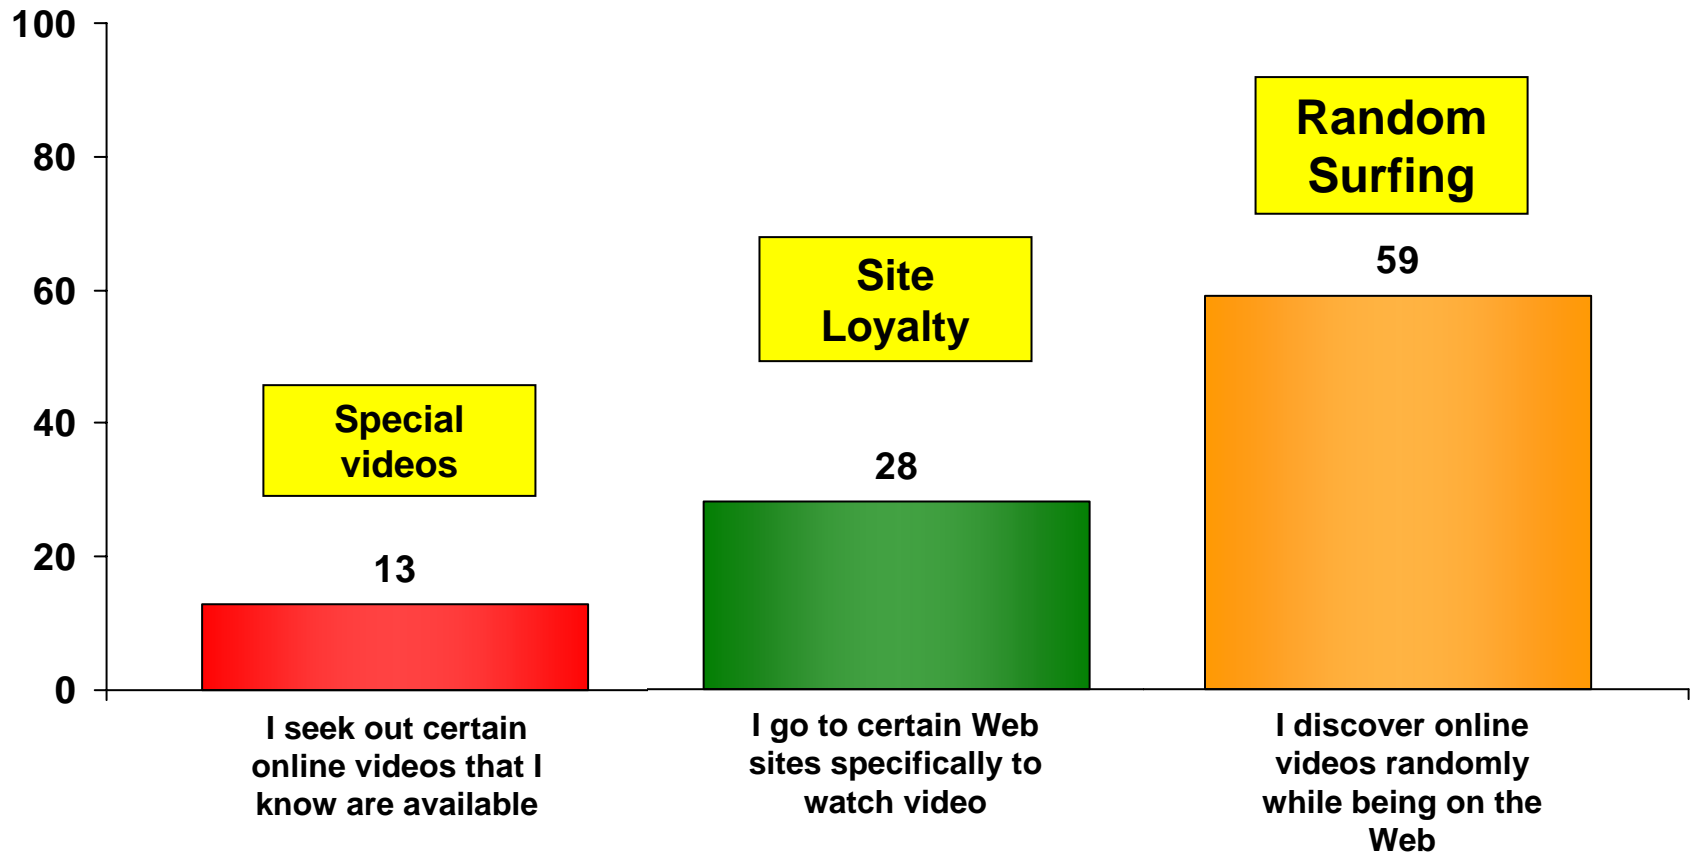 100
80
60
40
20
0
Random
Surfing
59
Site
Loyalty
28
Special
videos
13
I seek out certain
online videos that I
know are available
I go to certain Web
sites specifically to
watch video
I discover online
videos randomly
while being on the
Web